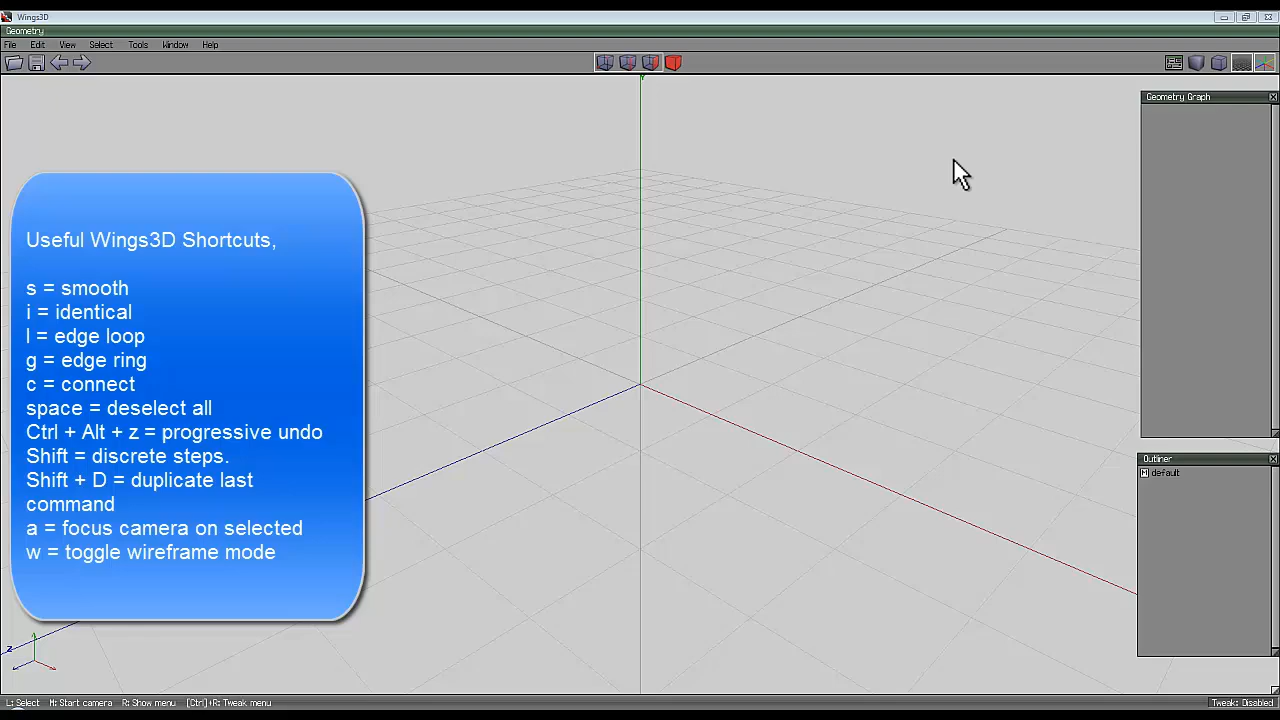 Wings3D
Geometry
File Edit View Select Tools Window Help
Y
Geometry Graph
Useful Wings3D Shortcuts,
s = smooth
i = identical
l = edge loop
g = edge ring
c = connect
space = deselect all
Ctrl + Alt + z = progressive undo
Shift = discrete steps.
Shift + D = duplicate last
command
a = focus camera on selected
w = toggle wireframe mode
Outliner
M default
Z
L: Select M: Start camera R: Show menu [Ctrl]+R: Tweak menu
Tweak: Disabled